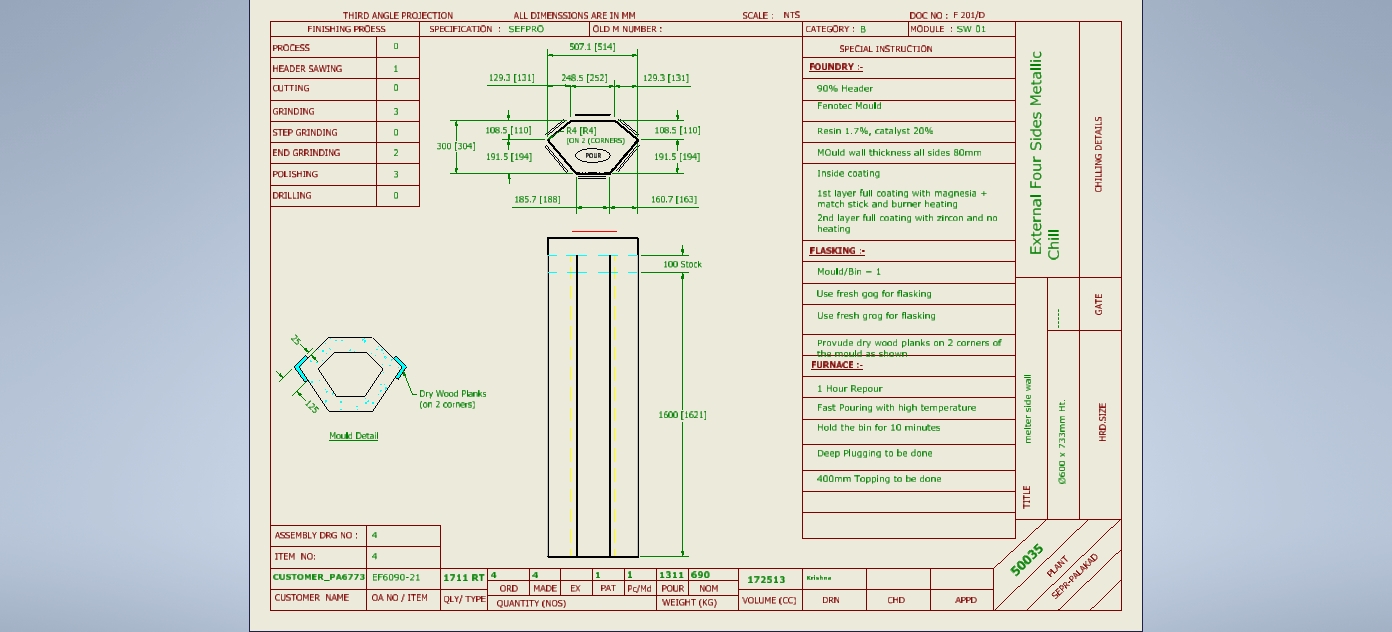 THIRD ANGLE PROJECTION
ALL DIMENSSIONS ARE IN MM
SCALE : NTS
DOC NO : F 201/D
FINISHING PROESS
SPECIFICATION : SEFPRO
OLD M NUMBER :
CATEGORY : B
MODULE : SW 01
PROCESS 0
HEADER SAWING 1
CUTTING 0
GRINDING 3
STEP GRINDING 0
END GRRINDING 2
POLISHING 3
DRILLING 0
507.1 [514]
129.3 [131]
248.5 [252]
129.3 [131]
108.5 [110]
R4 [R4]
(ON 2 (CORNERS)
108.5 [110]
300 [304]
191.5 [194]
POUR
191.5 [194]
185.7 [188]
160.7 [163]
100 Stock
1600 [1621]
25
125
Dry Wood Planks
(on 2 corners)
Mould Detail
SPECIAL INSTRUCTION
FOUNDRY :-
90% Header
Fenotec Mould
Resin 1.7%, catalyst 20%
MOuld wall thickness all sides 80mm
Inside coating
1st layer full coating with magnesia +
match stick and burner heating
2nd layer full coating with zircon and no
heating
FLASKING :-
Mould/Bin = 1
Use fresh gog for flasking
Use fresh grog for flasking
Provude dry wood planks on 2 corners of
the mould as shown
FURNACE :-
1 Hour Repour
Fast Pouring with high temperature
Hold the bin for 10 minutes
Deep Plugging to be done
400mm Topping to be done
External Four Sides Metallic
Chill
CHILLING DETAILS
-----
GATE
TITLE
melter side wall
Ø600 x 733mm Ht.
HRD.SIZE
50035
PLANT
SEPR-PALAKAD
ASSEMBLY DRG NO : 4
ITEM NO: 4
CUSTOMER_PA6773
EF6090-21
1711 RT
4
4
1
1
1311
690
172513
Krishna
ORD
MADE
EX
PAT
Pc/Md
POUR
NOM
CUSTOMER NAME
OA NO / ITEM
QLY/ TYPE
QUANTITY (NOS)
WEIGHT (KG)
VOLUME (CC)
DRN
CHD
APPD